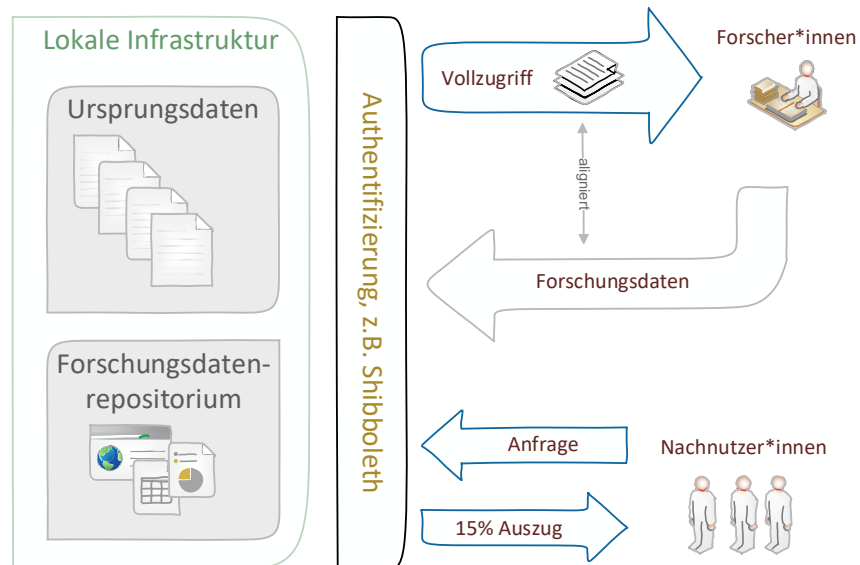 Lokale Infrastruktur
Ursprungsdaten
Forschungsdaten-
repositorium
Authentifizierung, z.B. Shibboleth
Vollzugriff
Forscher*innen
aligniert
Forschungsdaten
Anfrage
Nachnutzer*innen
15% Auszug